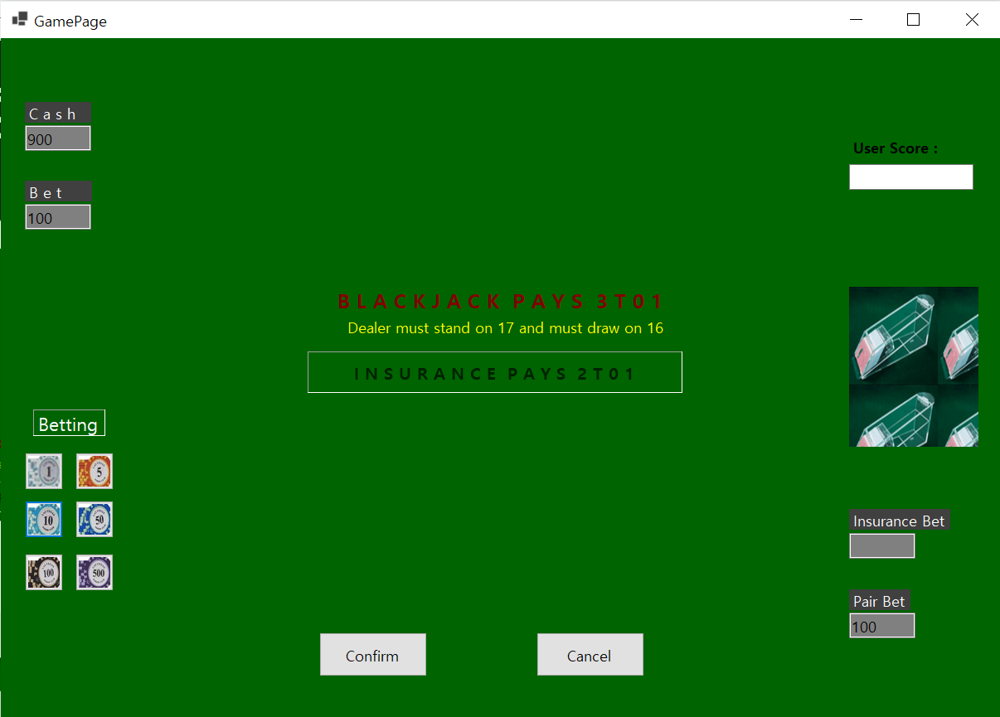 GamePage
Cash
900
User Score :
Bet
100
BLACKJACK PAYS 3T01
Dealer must stand on 17 and must draw on 16
INSURANCE PAYS 2T01
Betting
1
5
10
50
100
500
Insurance Bet
Pair Bet
100
Confirm
Cancel